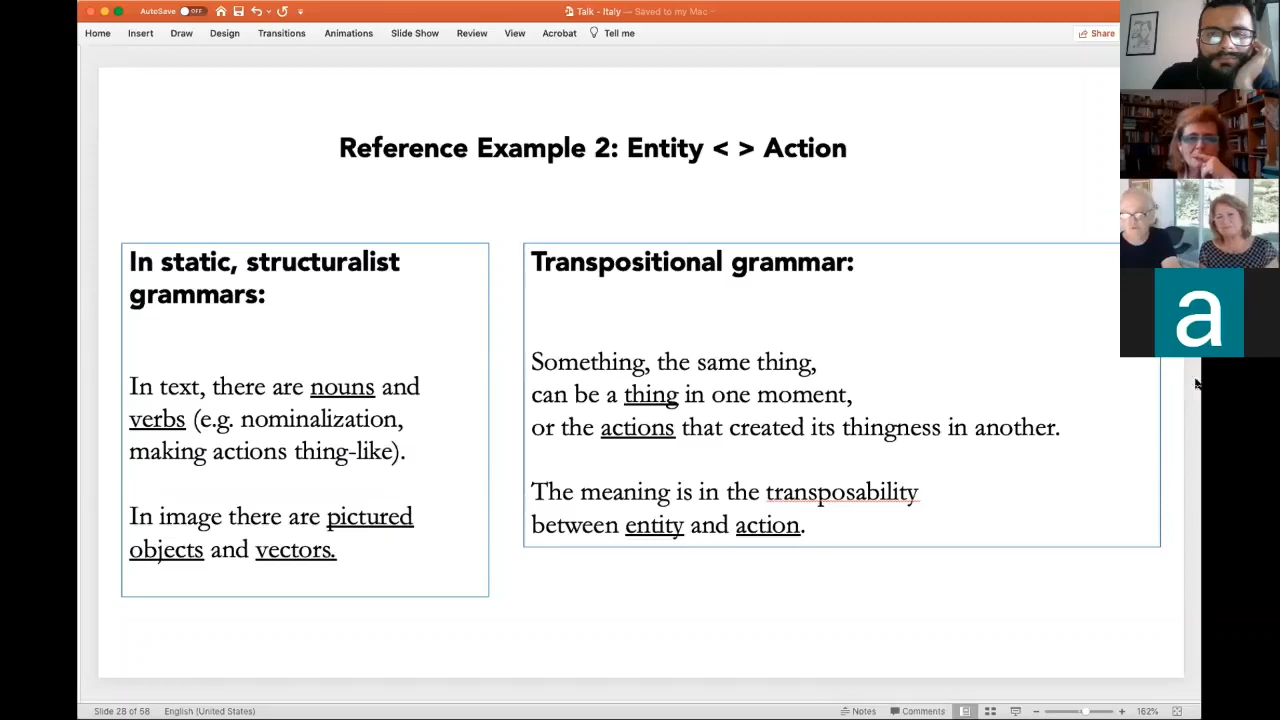 AutoSave OFF
Talk - Italy — Saved to my Mac
Home Insert Draw Design Transitions Animations Slide Show Review View Acrobat Tell me Share
Reference Example 2: Entity < > Action
In static, structuralist
grammars:
In text, there are nouns and
verbs (e.g. nominalization,
making actions thing-like).
In image there are pictured
objects and vectors.
Transpositional grammar:
Something, the same thing,
can be a thing in one moment,
or the actions that created its thingness in another.
The meaning is in the transposability
between entity and action.
a
Slide 28 of 58 English (United States) Notes Comments 162%